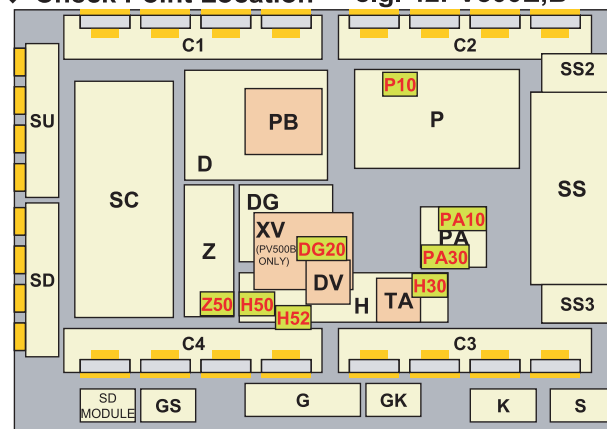 Check Point Location
C1
C2
SS2
SU
PB
P10
P
D
SC
SS
DG
XV
(PV500B
ONLY)
DG20
PA10
PA
PA30
Z
DV
H30
SD
H
TA
Z50
H50
H52
SS3
C4
C3
SD
MODULE
GS
G
GK
K
S